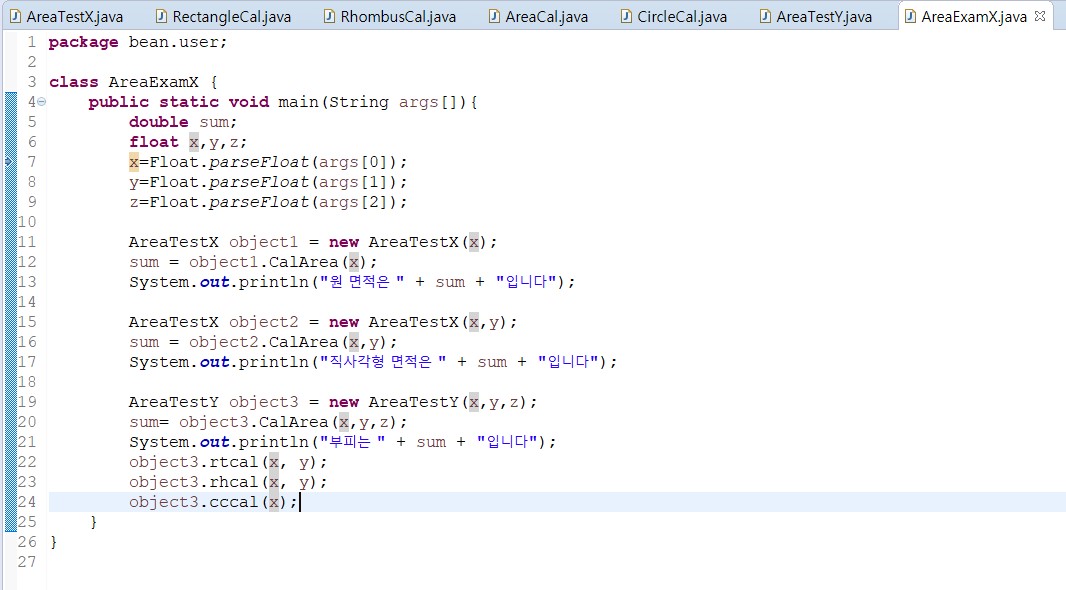 AreaTestX.java RectangleCal.java RhombusCal.java AreaCal.java CircleCal.java AreaTestY.java AreaExamX.java
1 package bean.user;
2
3 class AreaExamX {
4 public static void main(String args[]){
5 double sum;
6 float x,y,z;
7 x=Float.parseFloat(args[0]);
8 y=Float.parseFloat(args[1]);
9 z=Float.parseFloat(args[2]);
10
11 AreaTestX object1 = new AreaTestX(x);
12 sum = object1.CalArea(x);
13 System.out.println("원 면적은 " + sum + "입니다");
14
15 AreaTestX object2 = new AreaTestX(x,y);
16 sum = object2.CalArea(x,y);
17 System.out.println("직사각형 면적은 " + sum + "입니다");
18
19 AreaTestY object3 = new AreaTestY(x,y,z);
20 sum= object3.CalArea(x,y,z);
21 System.out.println("부피는 " + sum + "입니다");
22 object3.rtcal(x, y);
23 object3.rhcal(x, y);
24 object3.cccal(x);
25 }
26 }
27